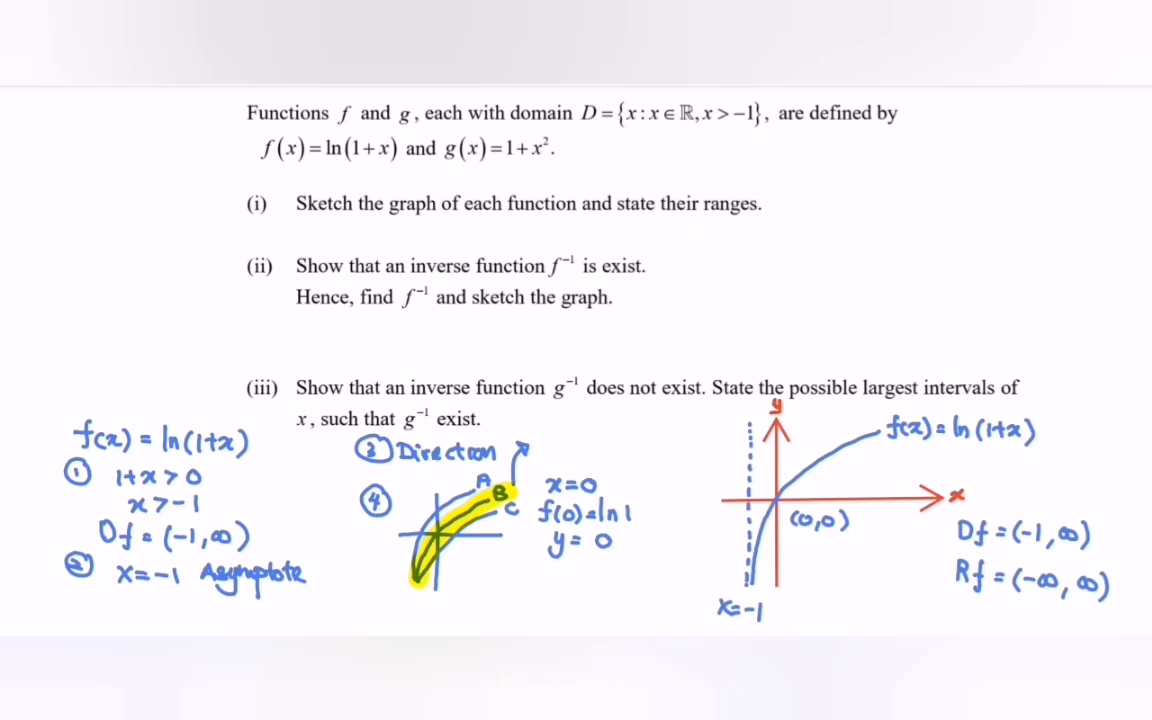 Functions f and g, each with domain D = {x : x ∈ ℝ, x > −1}, are defined by
f(x) = ln(1+x) and g(x) = 1 + x².
(i) Sketch the graph of each function and state their ranges.
(ii) Show that an inverse function f⁻¹ is exist.
Hence, find f⁻¹ and sketch the graph.
(iii) Show that an inverse function g⁻¹ does not exist. State the possible largest intervals of
x, such that g⁻¹ exist.
f(x) = ln(1+x)
① 1+x > 0
x > -1
Df = (-1, ∞)
② x = -1 Asymptote
③ Direction
④
A
B
C
x = 0
f(0) = ln 1
y = 0
y
f(x) = ln(1+x)
x
(0,0)
x = -1
Df = (-1, ∞)
Rf = (-∞, ∞)